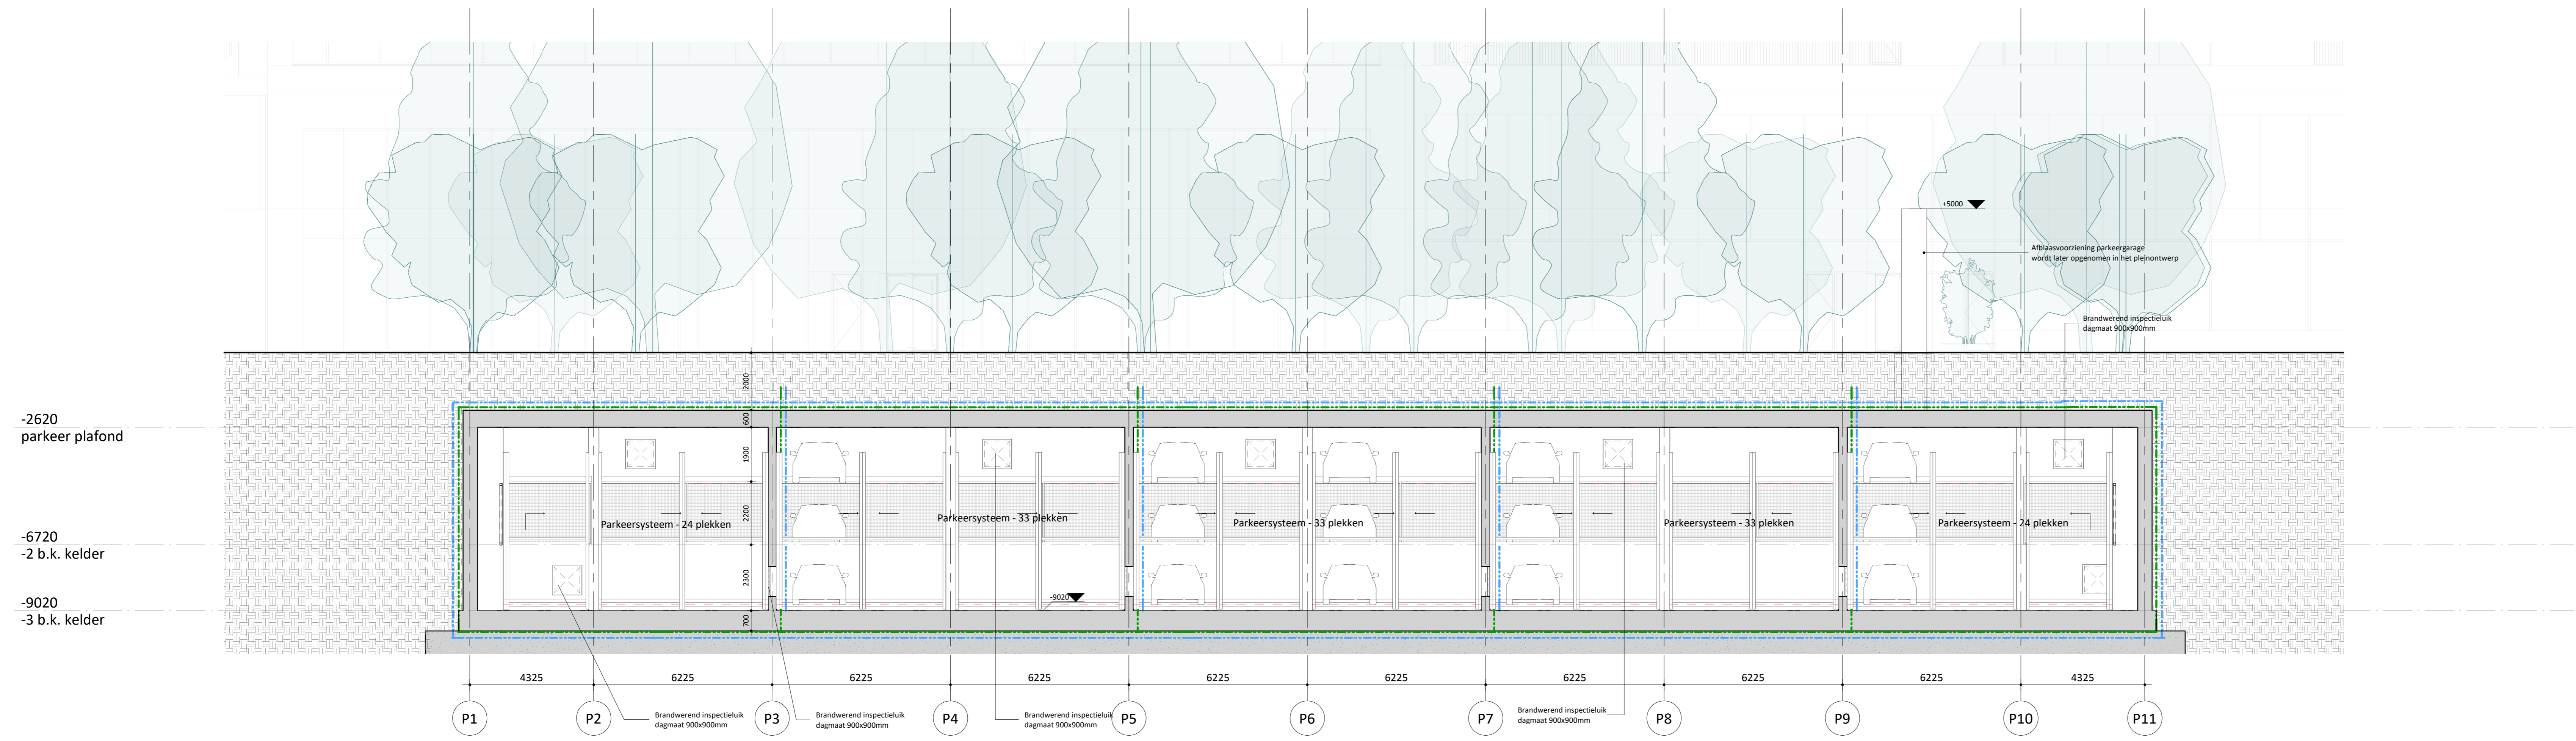 +5000
Afblaasvoorziening parkeergarage
wordt later opgenomen in het pleinontwerp
Brandwerend inspectieluik
dagmaat 900x900mm
2000
-2620
parkeer plafond
600
1900
Parkeersysteem - 24 plekken
2200
Parkeersysteem - 33 plekken
Parkeersysteem - 33 plekken
Parkeersysteem - 33 plekken
Parkeersysteem - 24 plekken
-6720
-2 b.k. kelder
2300
-9020
-9020
-3 b.k. kelder
700
4325
6225
6225
6225
6225
6225
6225
6225
6225
4325
P1
P2
Brandwerend inspectieluik
dagmaat 900x900mm
P3
Brandwerend inspectieluik
dagmaat 900x900mm
P4
Brandwerend inspectieluik
dagmaat 900x900mm
P5
P6
P7
Brandwerend inspectieluik
dagmaat 900x900mm
P8
P9
P10
P11